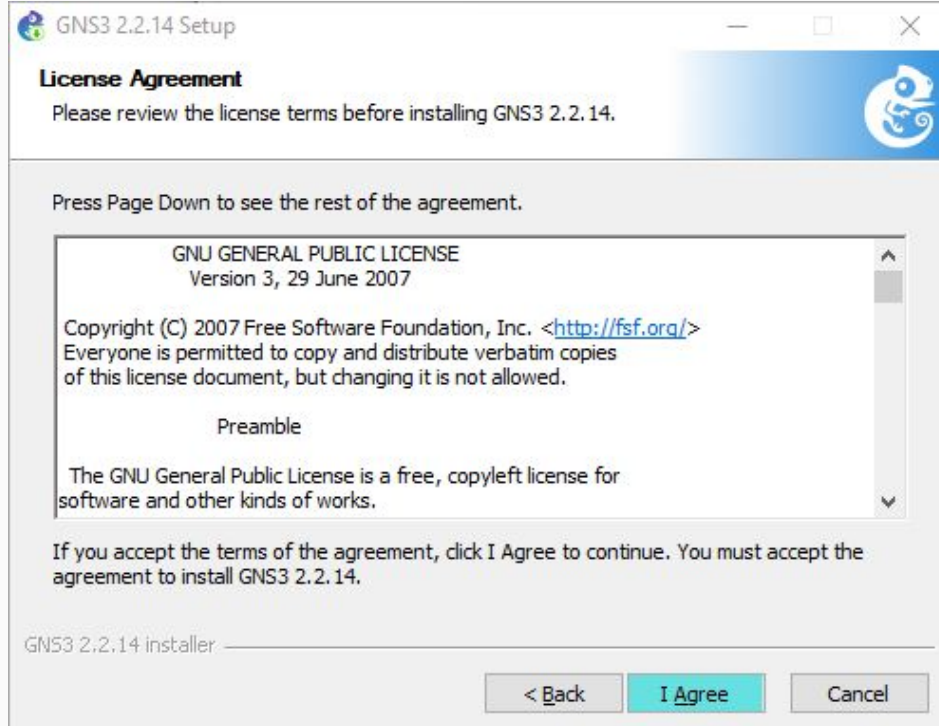 GNS3 2.2.14 Setup
License Agreement
Please review the license terms before installing GNS3 2.2.14.
Press Page Down to see the rest of the agreement.
GNU GENERAL PUBLIC LICENSE
Version 3, 29 June 2007
Copyright (C) 2007 Free Software Foundation, Inc. <http://fsf.org/>
Everyone is permitted to copy and distribute verbatim copies
of this license document, but changing it is not allowed.
Preamble
The GNU General Public License is a free, copyleft license for
software and other kinds of works.
If you accept the terms of the agreement, click I Agree to continue. You must accept the
agreement to install GNS3 2.2.14.
GNS3 2.2.14 installer
< Back I Agree Cancel